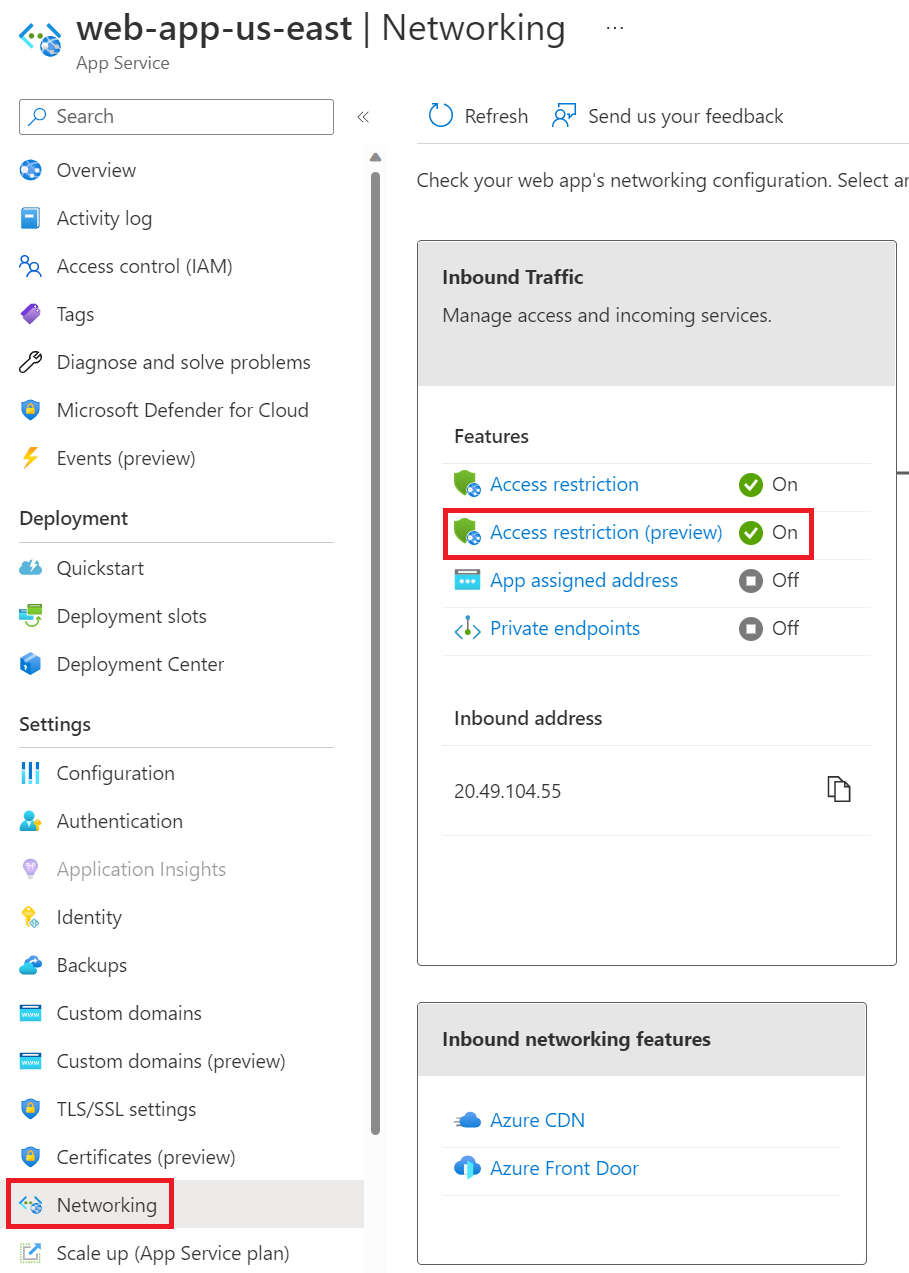 web-app-us-east | Networking ...
App Service
Search
«
Overview
Activity log
Access control (IAM)
Tags
Diagnose and solve problems
Microsoft Defender for Cloud
Events (preview)
Deployment
Quickstart
Deployment slots
Deployment Center
Settings
Configuration
Authentication
Application Insights
Identity
Backups
Custom domains
Custom domains (preview)
TLS/SSL settings
Certificates (preview)
Networking
Scale up (App Service plan)
Refresh Send us your feedback
Check your web app's networking configuration. Select
Inbound Traffic
Manage access and incoming services.
Features
Access restriction On
Access restriction (preview) On
App assigned address Off
Private endpoints Off
Inbound address
20.49.104.55
Inbound networking features
Azure CDN
Azure Front Door